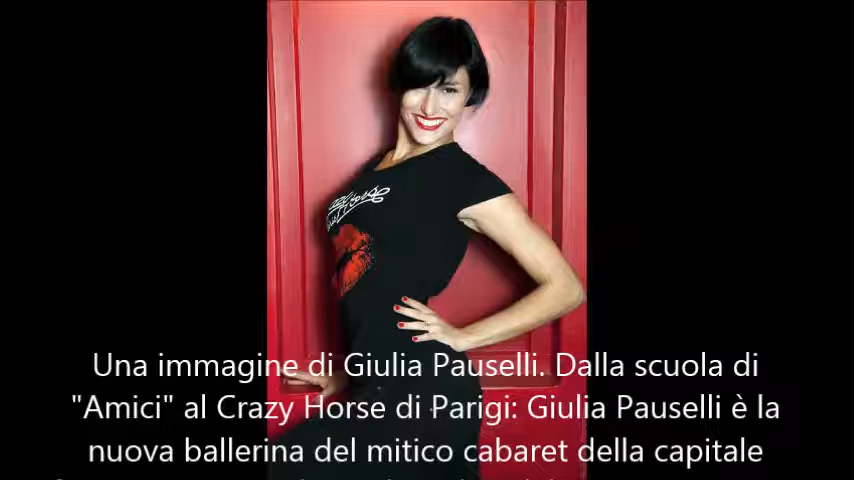 Una immagine di Giulia Pauselli. Dalla scuola di
"Amici" al Crazy Horse di Parigi: Giulia Pauselli è la
nuova ballerina del mitico cabaret della capitale